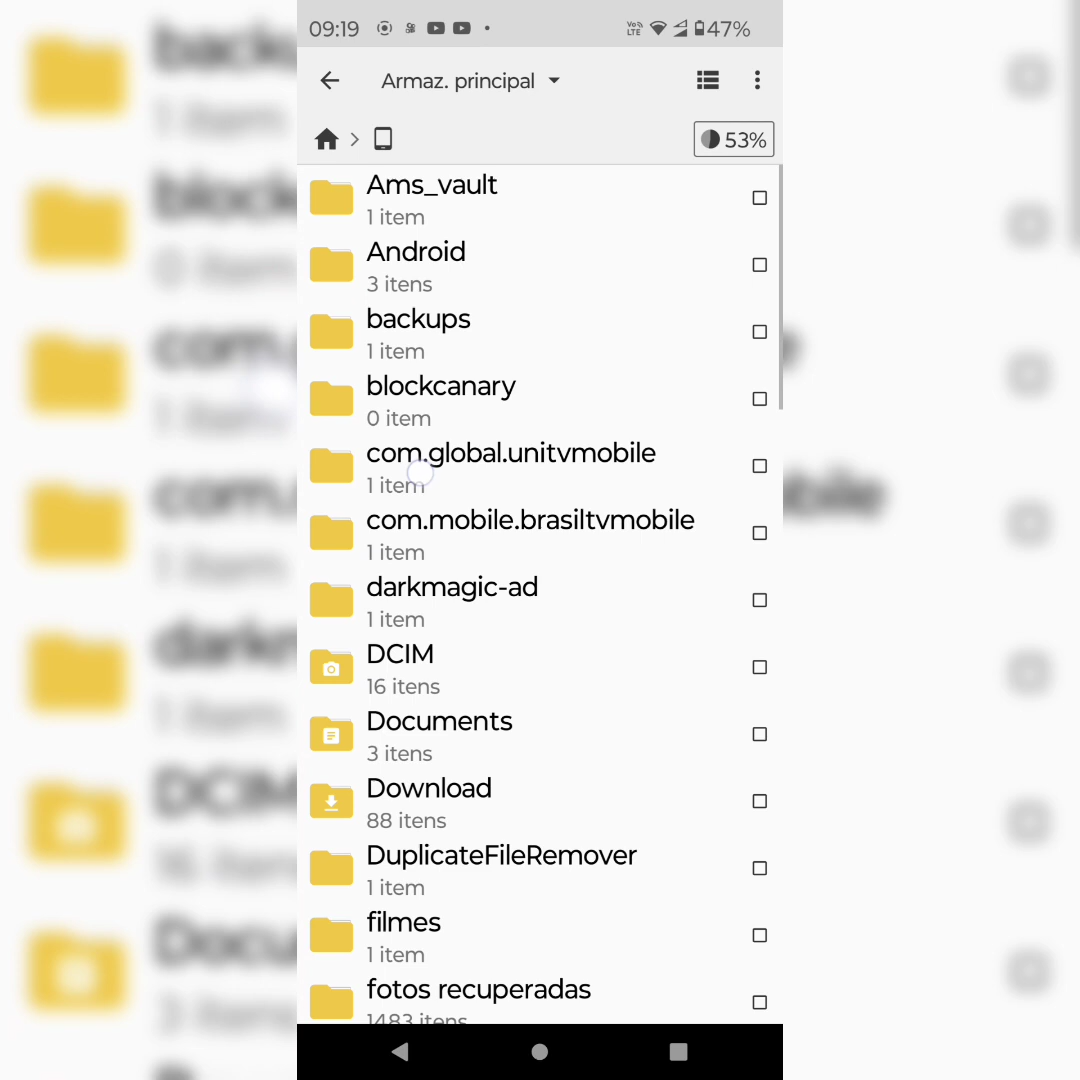 09:19 Vo)) LTE 47%
Armaz. principal
53%
Ams_vault
1 item
Android
3 itens
backups
1 item
blockcanary
0 item
com.global.unitvmobile
1 item
com.mobile.brasiltvmobile
1 item
darkmagic-ad
1 item
DCIM
16 itens
Documents
3 itens
Download
88 itens
DuplicateFileRemover
1 item
filmes
1 item
fotos recuperadas
1483 itens